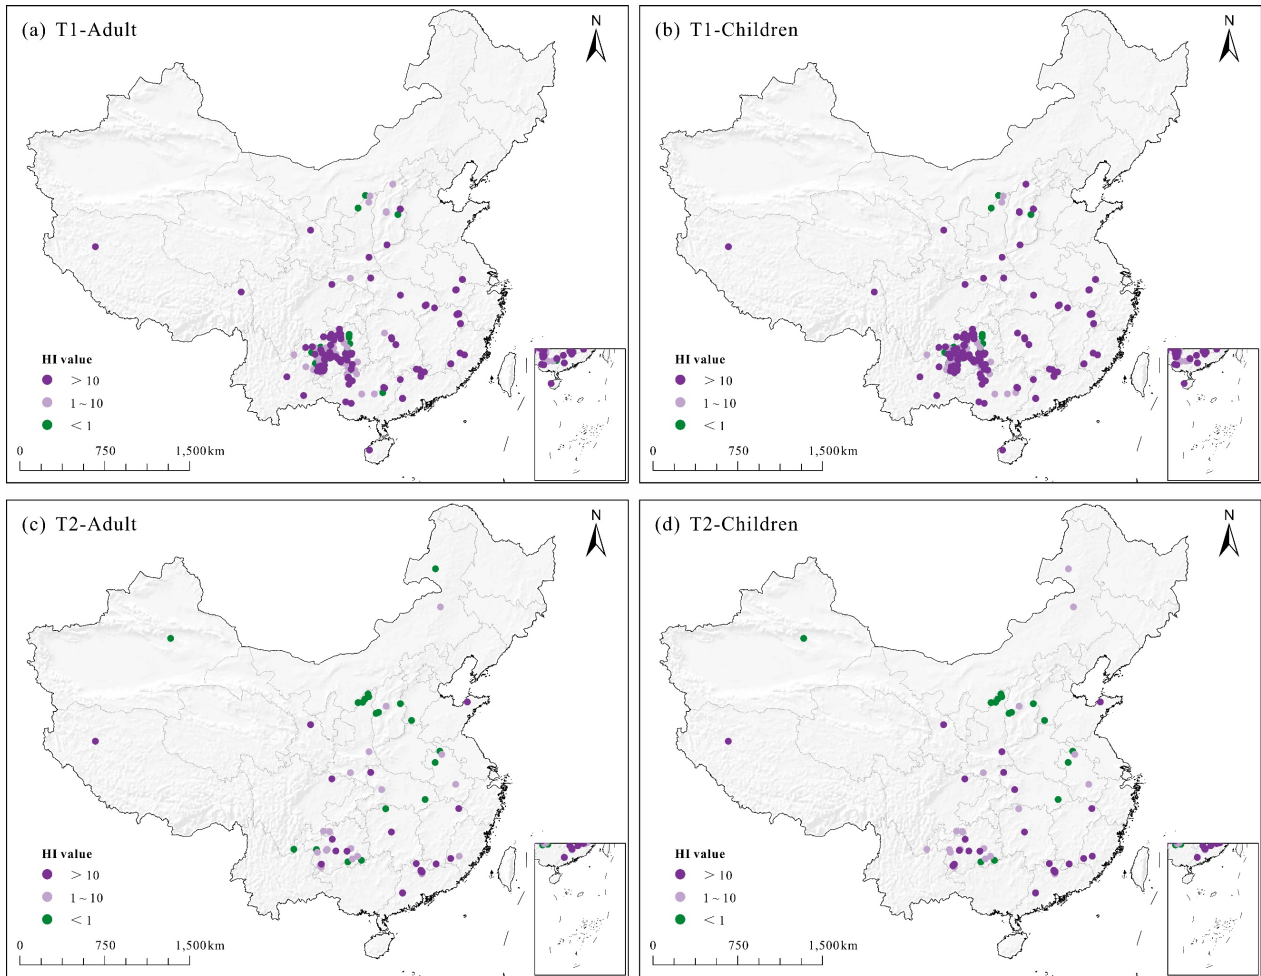 (a) T1-Adult
N
HI value
> 10
1~10
< 1
0 750 1,500km
(b) T1-Children
N
HI value
> 10
1~10
< 1
0 750 1,500km
(c) T2-Adult
N
HI value
> 10
1~10
< 1
0 750 1,500km
(d) T2-Children
N
HI value
> 10
1~10
< 1
0 750 1,500km